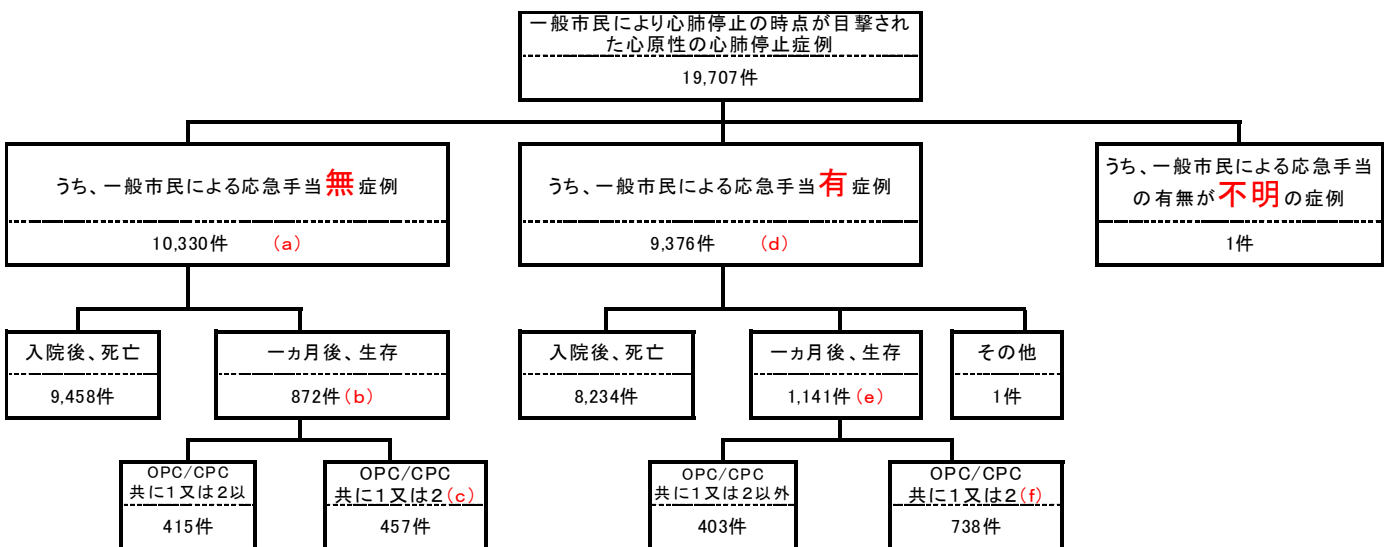 一般市民により心肺停止の時点が目撃され
た心原性の心肺停止症例
19,707件
うち、一般市民による応急手当無症例
10,330件 (a)
うち、一般市民による応急手当有症例
9,376件 (d)
うち、一般市民による応急手当
の有無が不明の症例
1件
入院後、死亡
9,458件
一ヵ月後、生存
872件(b)
入院後、死亡
8,234件
一ヵ月後、生存
1,141件(e)
その他
1件
OPC/CPC
共に1又は2以
415件
OPC/CPC
共に1又は2(c)
457件
OPC/CPC
共に1又は2以外
403件
OPC/CPC
共に1又は2(f)
738件